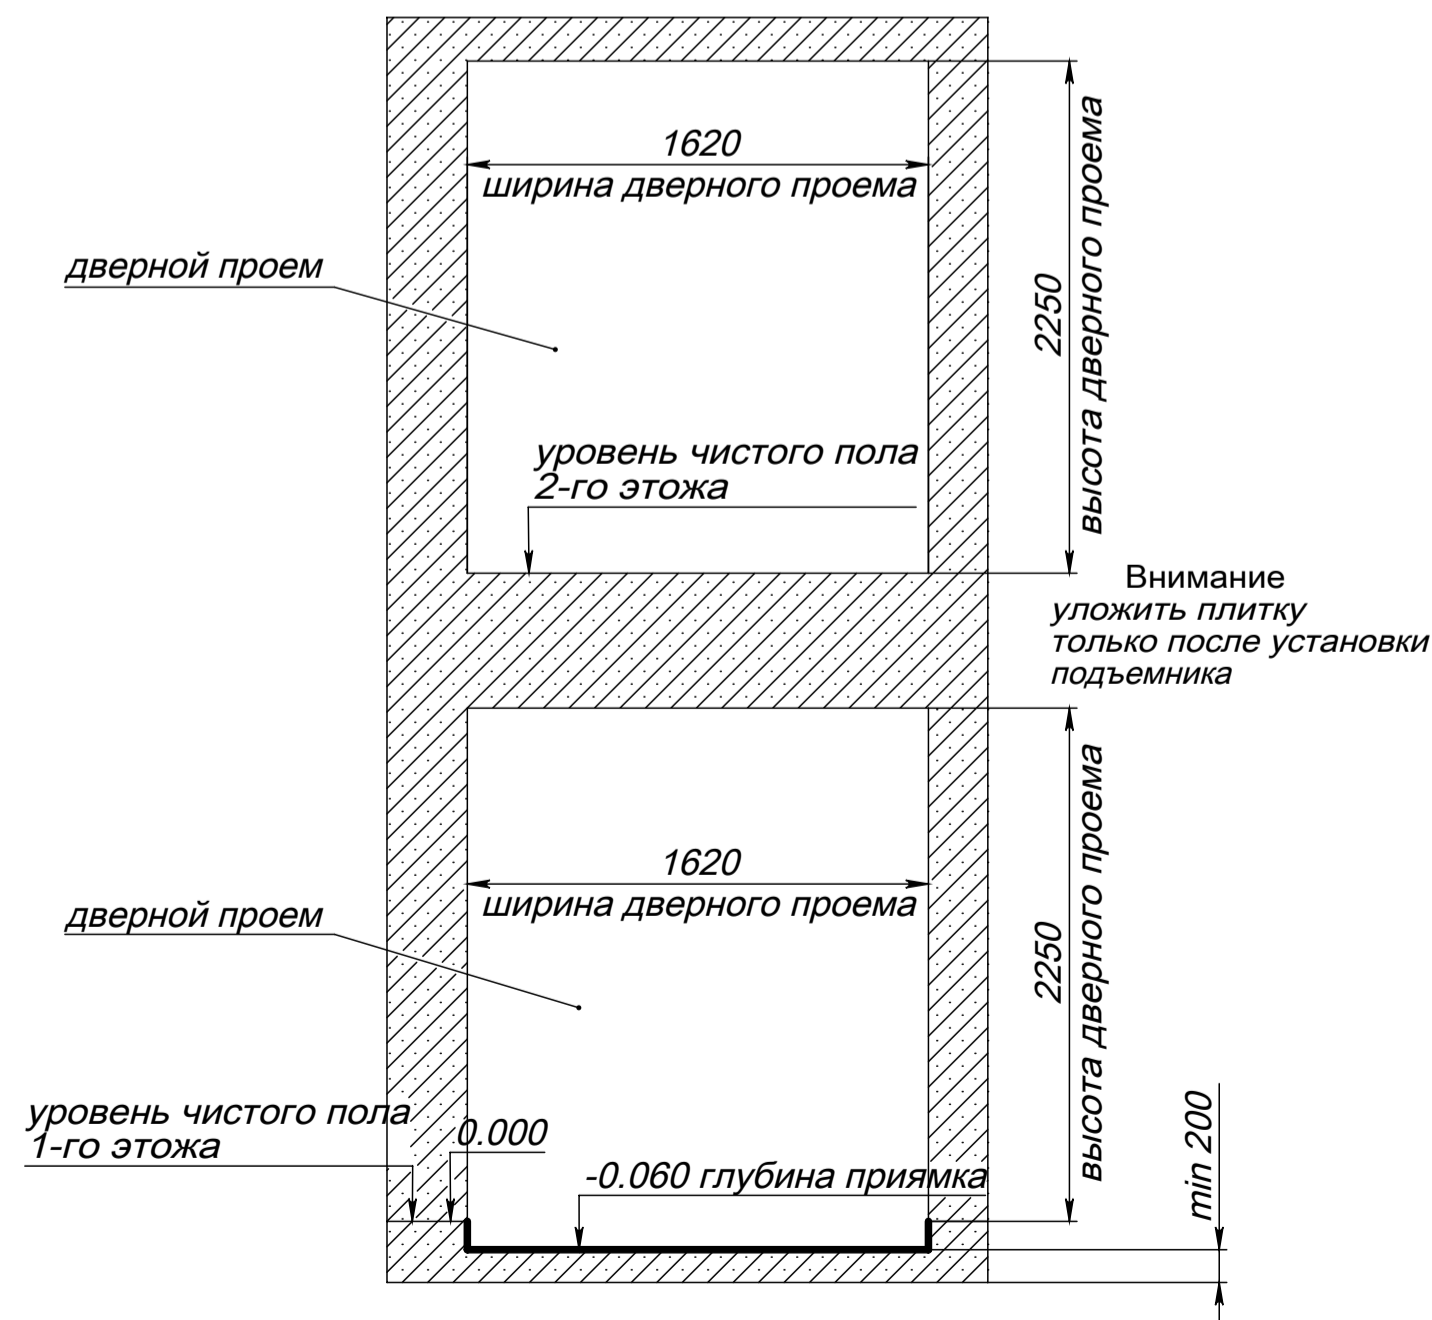 1620
ширина дверного проема
2250
высота дверного проема
дверной проем
уровень чистого пола
2-го этожа
Внимание
уложить плитку
только после установки
подъемника
1620
ширина дверного проема
2250
высота дверного проема
дверной проем
уровень чистого пола
1-го этожа
0.000
-0.060 глубина приямка
min 200